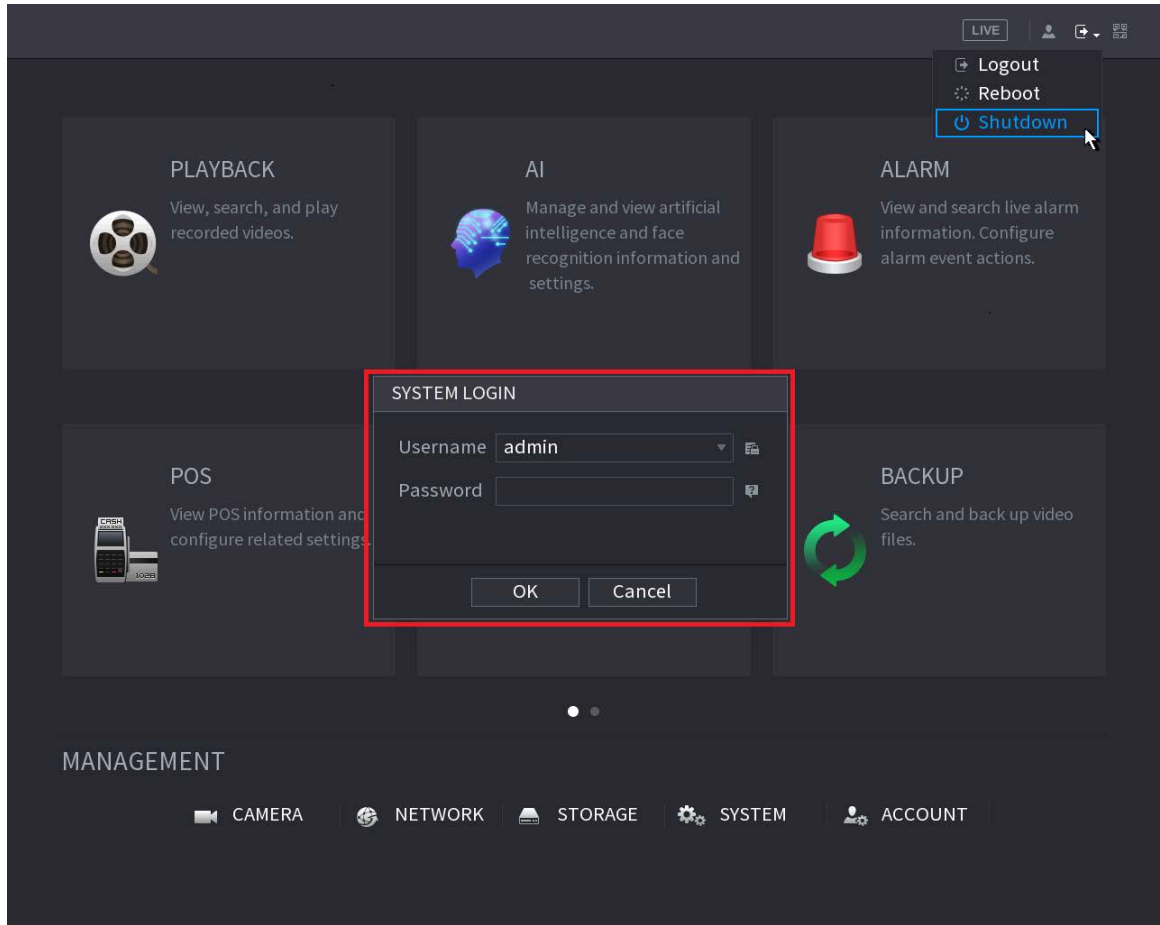 LIVE
Logout
Reboot
Shutdown
PLAYBACK
View, search, and play
recorded videos.
AI
Manage and view artificial
intelligence and face
recognition information and
settings.
ALARM
View and search live alarm
information. Configure
alarm event actions.
SYSTEM LOGIN
Username admin
Password
OK Cancel
POS
View POS information and
configure related settings.
CASH
BACKUP
Search and back up video
files.
MANAGEMENT
CAMERA NETWORK STORAGE SYSTEM ACCOUNT